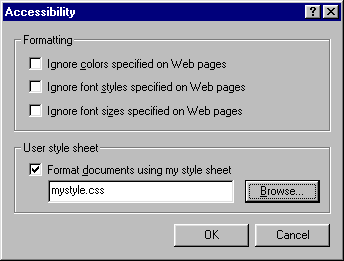 Accessibility
Formatting
Ignore colors specified on Web pages
Ignore font styles specified on Web pages
Ignore font sizes specified on Web pages
User style sheet
Format documents using my style sheet
mystyle.css
Browse...
OK
Cancel